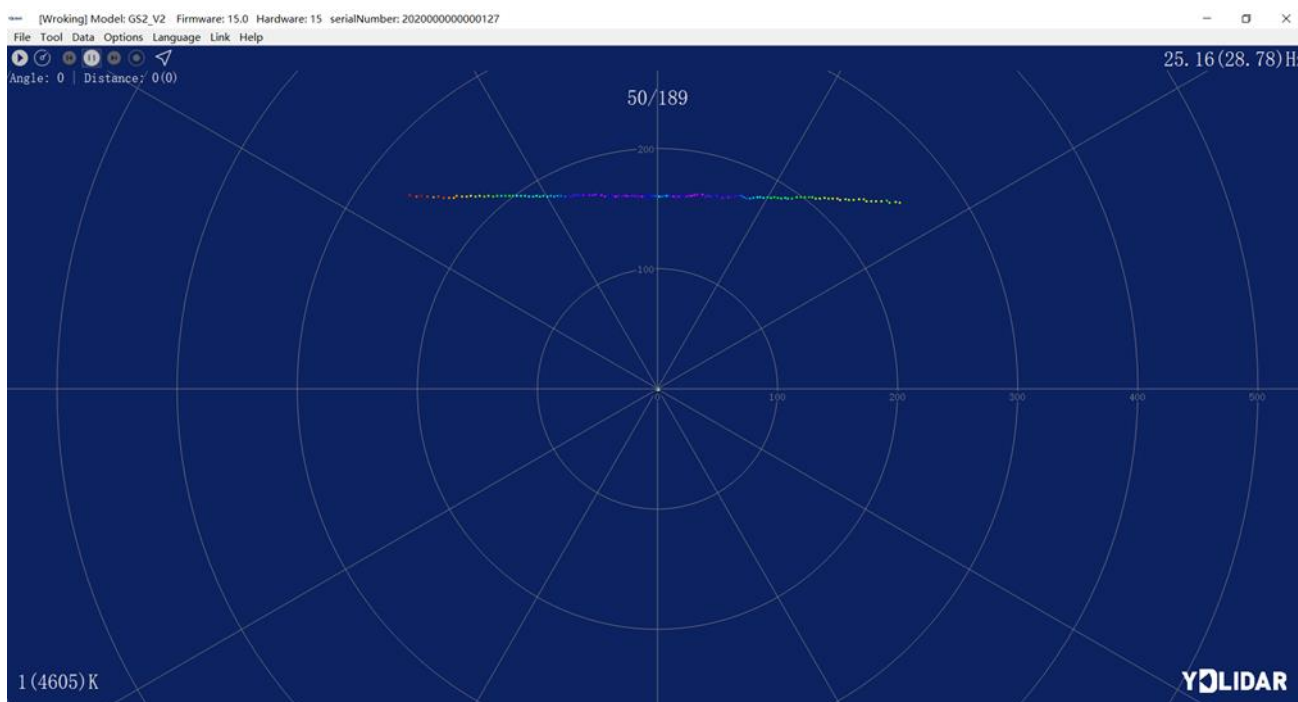 [Wroking] Model: GS2_V2 Firmware: 15.0 Hardware: 15 serialNumber: 2020000000000127
File Tool Data Options Language Link Help
25.16(28.78)H
Angle: 0 | Distance: 0(0)
50/189
200
100
0 100 200 300 400 500
1(4605)K
YDLIDAR